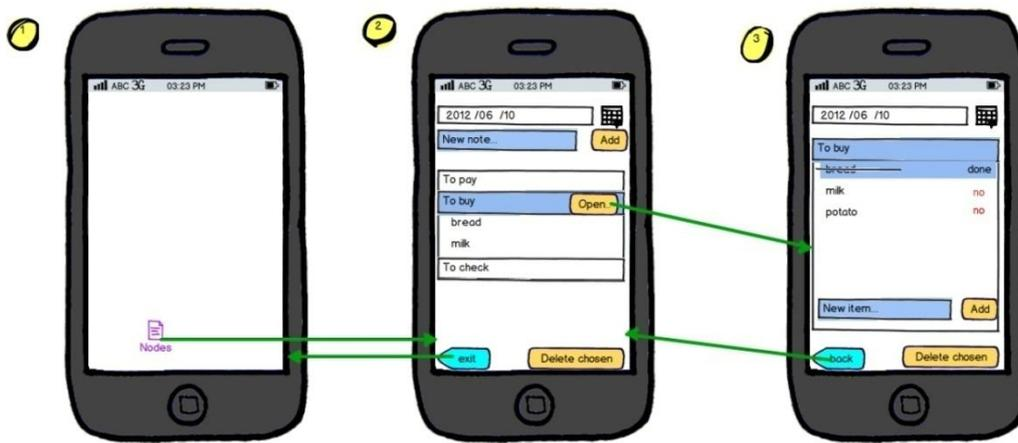 1
ABC 3G 03:23 PM
Nodes
2
ABC 3G 03:23 PM
2012 /06 /10
New note... Add
To pay
To buy Open...
bread
milk
To check
exit Delete chosen
3
ABC 3G 03:23 PM
2012 /06 /10
To buy
bread done
milk no
potato no
New item... Add
back Delete chosen